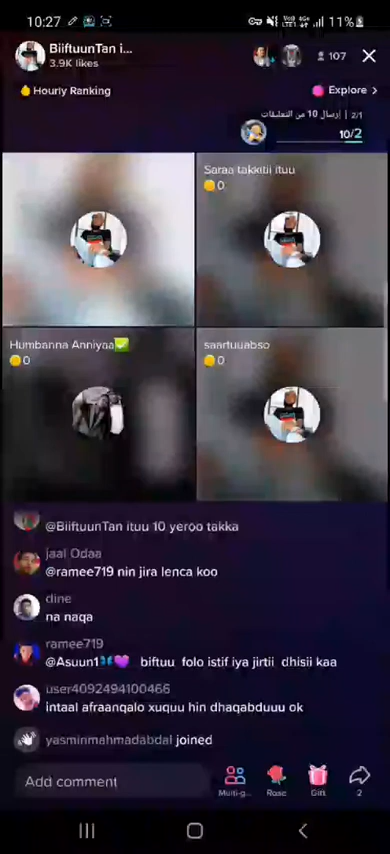 10:27
11%
BiiftuunTan i...
3.9K likes
107
Hourly Ranking
Explore
2/1 | إرسال 10 من التعليقات
10/2
Saraa takkitii ituu
0
Humbanna Anniyaa✅
0
saartuuabso
0
@BiiftuunTan ituu 10 yeroo takka
jaal Odaa
@ramee719 nin jira lenca koo
dine
na naqa
ramee719
@Asuun1 💜 biftuu folo istif iya jirtii dhisii kaa
user4092494100466
intaal afraanqalo xuquu hin dhaqabduuu ok
yasminmahmadabdal joined
Add comment
Multi-g...
Rose
Gift
2